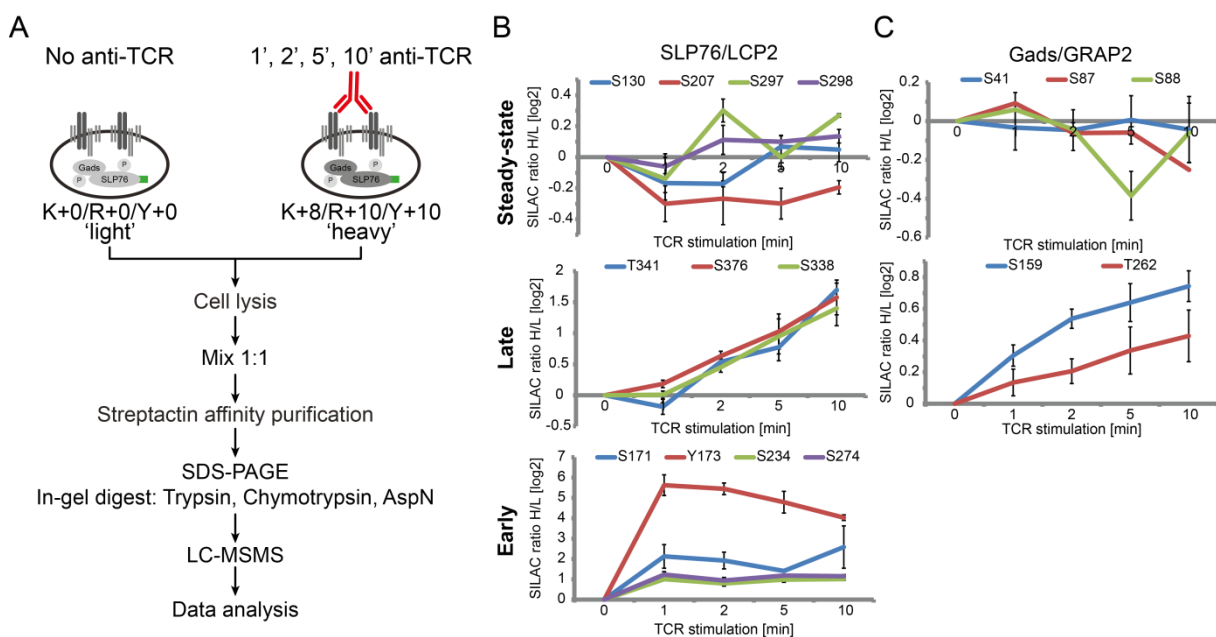 A
No anti-TCR
1’, 2’, 5’, 10’ anti-TCR
Gads
P
P
SLP76
Gads
P
P
SLP76
K+0/R+0/Y+0
‘light’
K+8/R+10/Y+10
‘heavy’
Cell lysis
Mix 1:1
Streptactin affinity purification
SDS-PAGE
In-gel digest: Trypsin, Chymotrypsin, AspN
LC-MSMS
Data analysis
B
SLP76/LCP2
Steady-state
S130 S207 S297 S298
SILAC ratio H/L [log2]
0.4
0.2
0
-0.2
-0.4
0 2 5 10
TCR stimulation [min]
Late
T341 S376 S338
SILAC ratio H/L [log2]
2
1.5
1
0.5
0
-0.5
0 1 2 5 10
TCR stimulation [min]
Early
S171 Y173 S234 S274
SILAC ratio H/L [log2]
7
6
5
4
3
2
1
0
0 1 2 5 10
TCR stimulation [min]
C
Gads/GRAP2
S41 S87 S88
SILAC ratio H/L [log2]
0.2
0
-0.2
-0.4
-0.6
0 1 2 5 10
TCR stimulation [min]
S159 T262
SILAC ratio H/L [log2]
0.8
0.6
0.4
0.2
0
0 1 2 5 10
TCR stimulation [min]